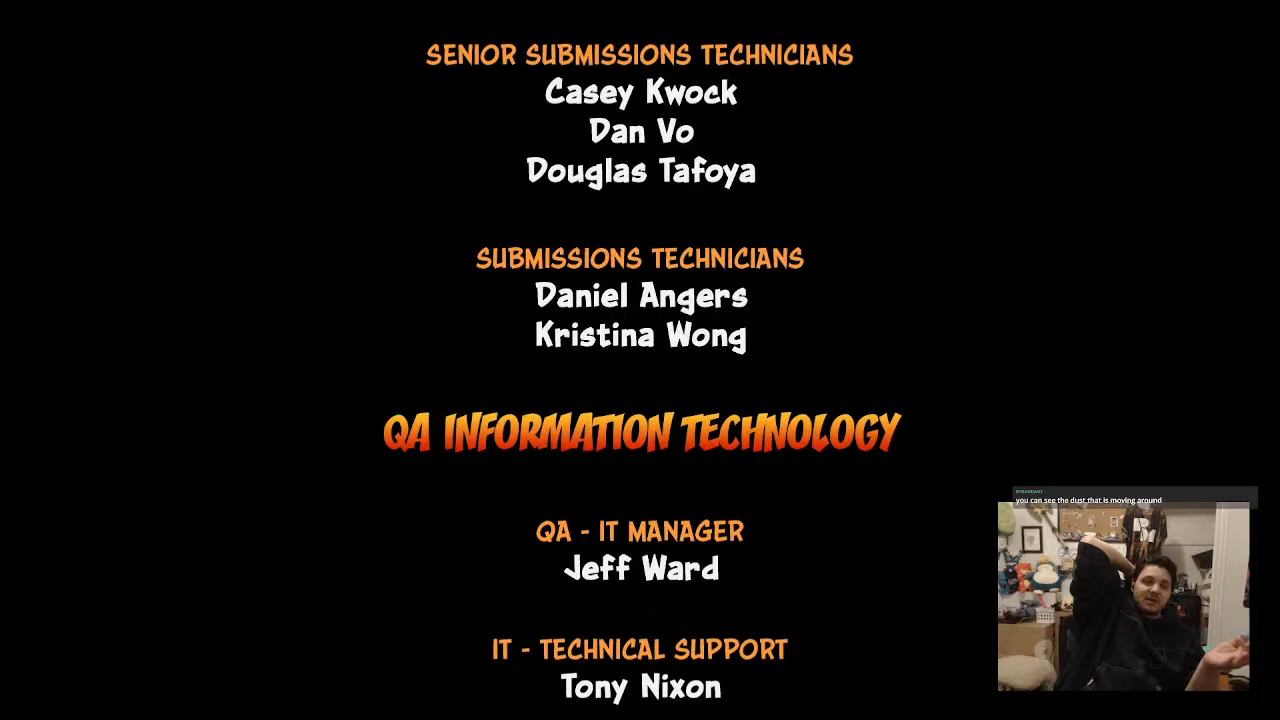 SENIOR SUBMISSIONS TECHNICIANS
Casey Kwock
Dan Vo
Douglas Tafoya
SUBMISSIONS TECHNICIANS
Daniel Angers
Kristina Wong
QA INFORMATION TECHNOLOGY
QA - IT MANAGER
Jeff Ward
IT - TECHNICAL SUPPORT
Tony Nixon
you can see the dust that is moving around